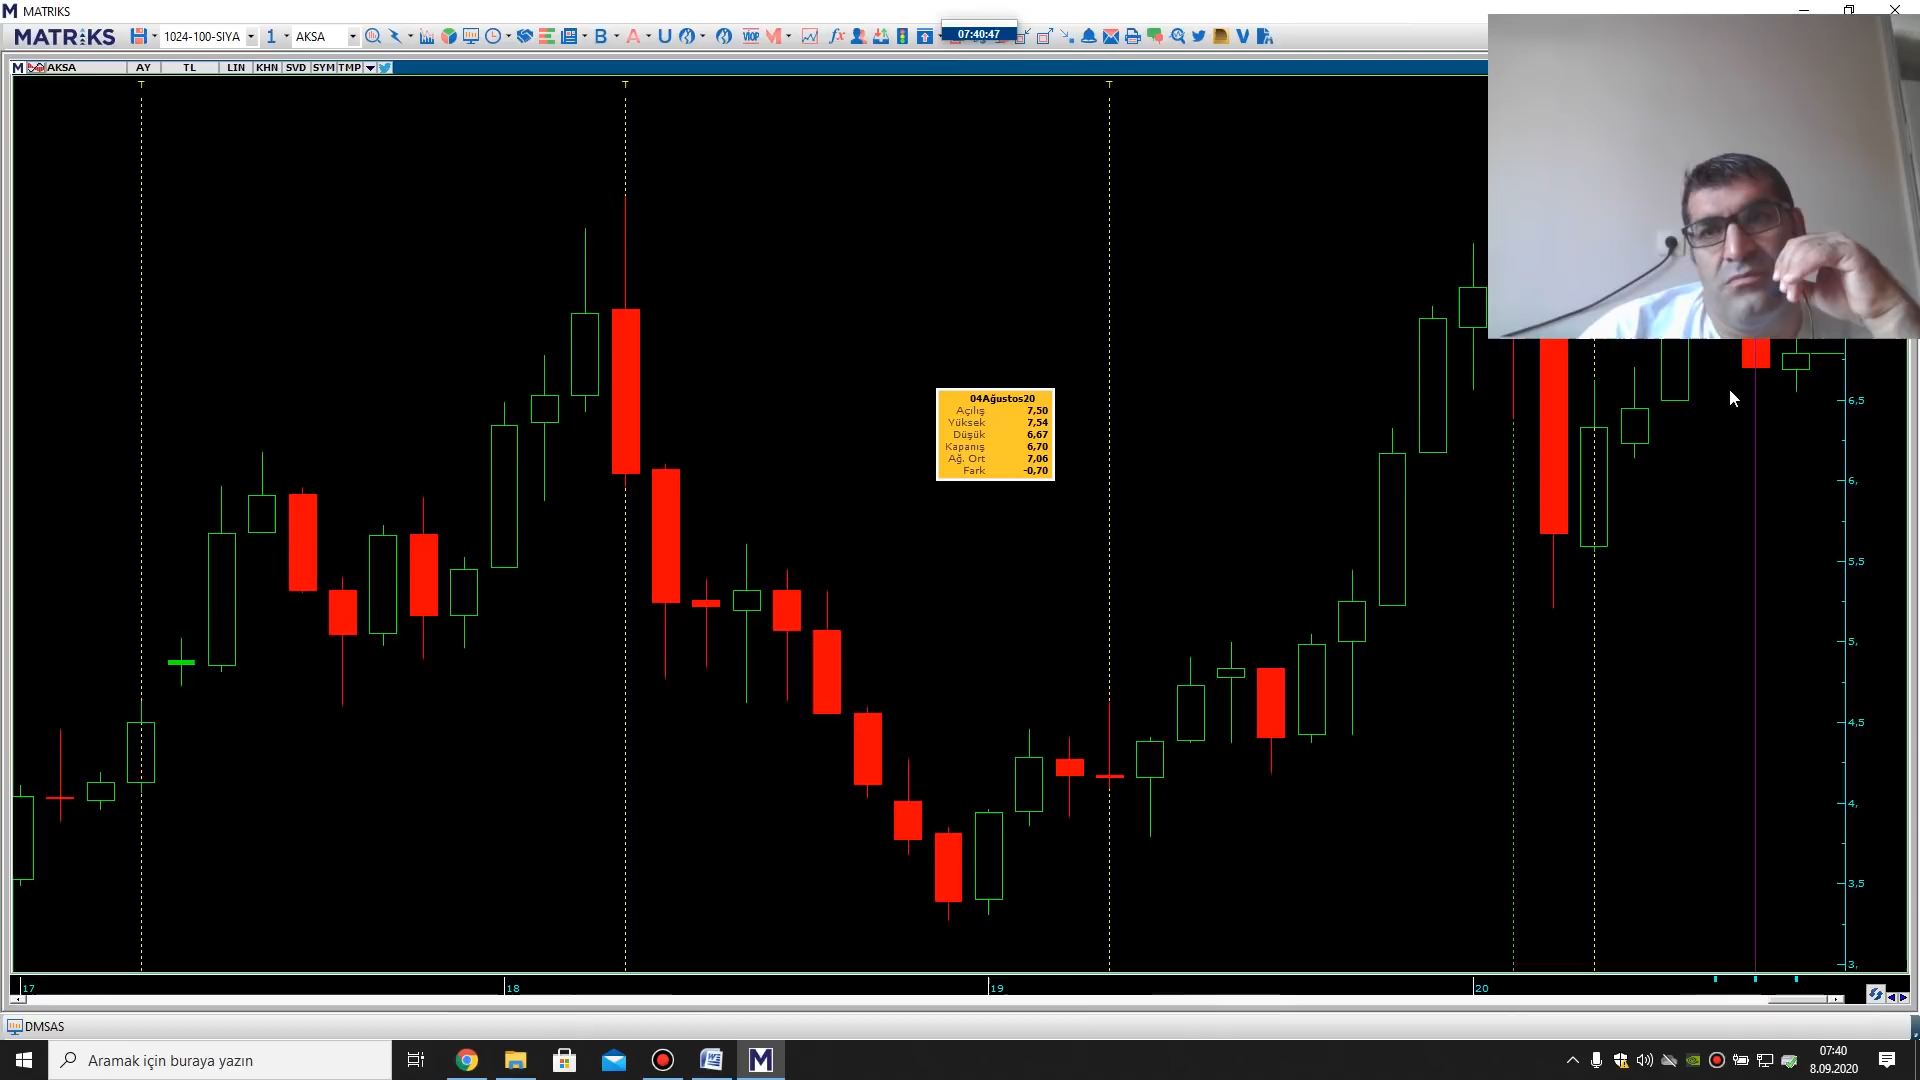 MATRIKS
MATRIKS 1024-100-SIYA 1 AKSA B A U VIOP M fx V
07:40:47
M AKSA AY TL LIN KHN SVD SYM TMP
T T T
04Ağustos20
Açılış 7,50
Yüksek 7,54
Düşük 6,67
Kapanış 6,70
Ağ. Ort 7,06
Fark -0,70
6,5
6,
5,5
5,
4,5
4,
3,5
3,
17 18 19 20
DMSAS
Aramak için buraya yazın
07:40
8.09.2020